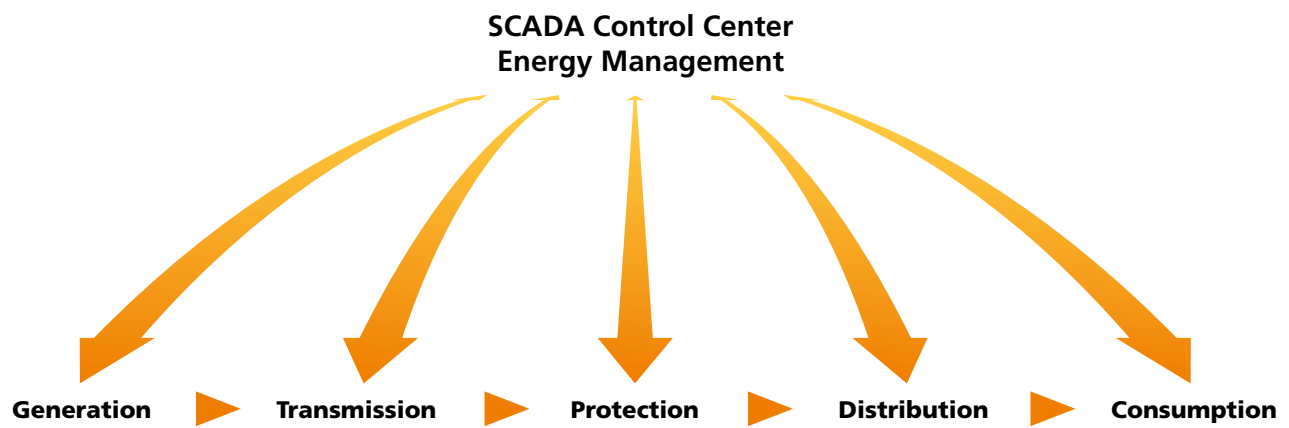 SCADA Control Center
Energy Management
Generation Transmission Protection Distribution Consumption